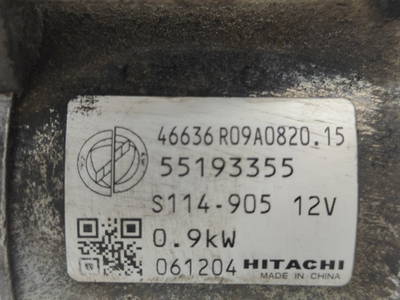 46636 R09A0820.15
55193355
S114-905 12V
0.9kW
061204 HITACHI
MADE IN CHINA